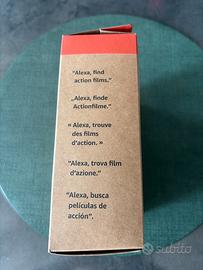 “Alexa, find
action films.”
„Alexa, finde
Actionfilme.”
« Alexa, trouve
des films
d’action. »
“Alexa, trova film
d’azione.”
“Alexa, busca
películas de
acción”.
subito